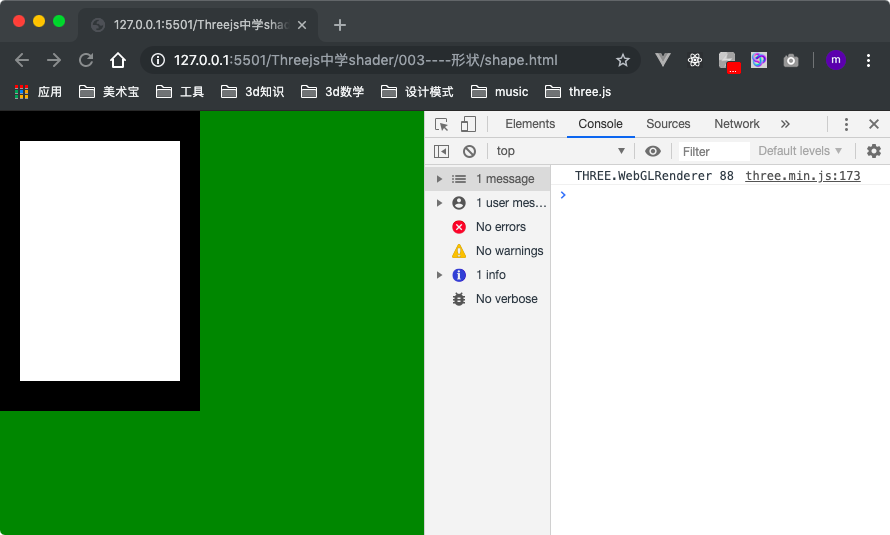 127.0.0.1:5501/Threejs中学shad
127.0.0.1:5501/Threejs中学shader/003----形状/shape.html
...
m
应用 美术宝 工具 3d知识 3d数学 设计模式 music three.js
Elements Console Sources Network »
top Filter Default levels
1 message
1 user mes…
No errors
No warnings
1 info
No verbose
THREE.WebGLRenderer 88 three.min.js:173
>